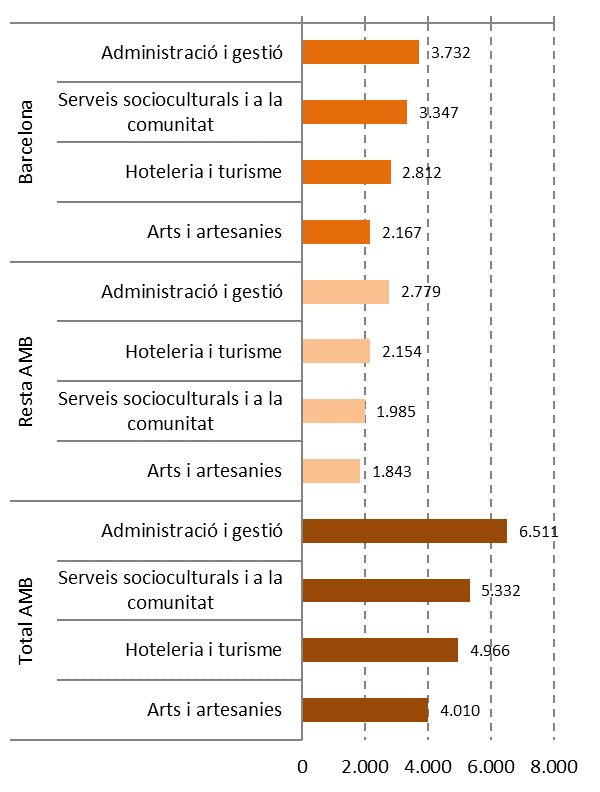 Barcelona
Administració i gestió
3.732
Serveis socioculturals i a la
comunitat
3.347
Hoteleria i turisme
2.812
Arts i artesanies
2.167
Resta AMB
Administració i gestió
2.779
Hoteleria i turisme
2.154
Serveis socioculturals i a la
comunitat
1.985
Arts i artesanies
1.843
Total AMB
Administració i gestió
6.511
Serveis socioculturals i a la
comunitat
5.332
Hoteleria i turisme
4.966
Arts i artesanies
4.010
0 2.000 4.000 6.000 8.000